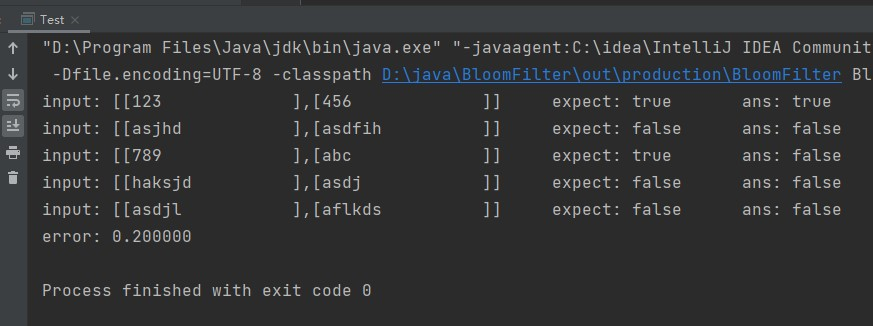 Test
"D:\Program Files\Java\jdk\bin\java.exe" "-javaagent:C:\idea\IntelliJ IDEA Communit
-Dfile.encoding=UTF-8 -classpath D:\java\BloomFilter\out\production\BloomFilter Bl
input: [[123 ],[456 ]] expect: true ans: true
input: [[asjhd ],[asdfih ]] expect: false ans: false
input: [[789 ],[abc ]] expect: true ans: false
input: [[haksjd ],[asdj ]] expect: false ans: false
input: [[asdjl ],[aflkds ]] expect: false ans: false
error: 0.200000
Process finished with exit code 0